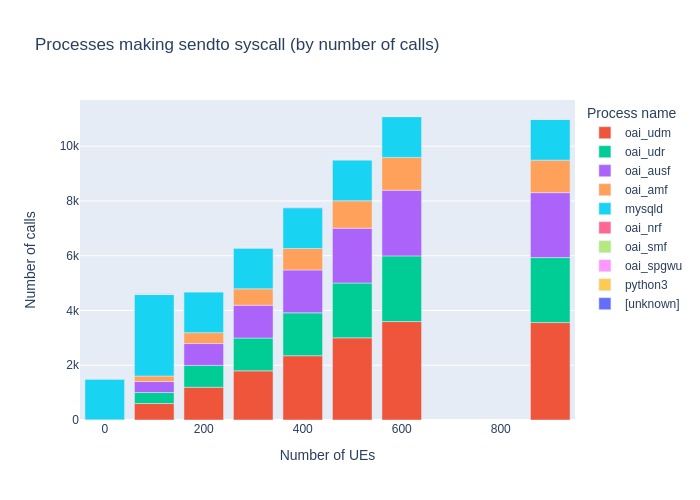 Processes making sendto syscall (by number of calls)
Number of calls
10k
8k
6k
4k
2k
0
0
200
400
600
800
Number of UEs
Process name
oai_udm
oai_udr
oai_ausf
oai_amf
mysqld
oai_nrf
oai_smf
oai_spgwu
python3
[unknown]